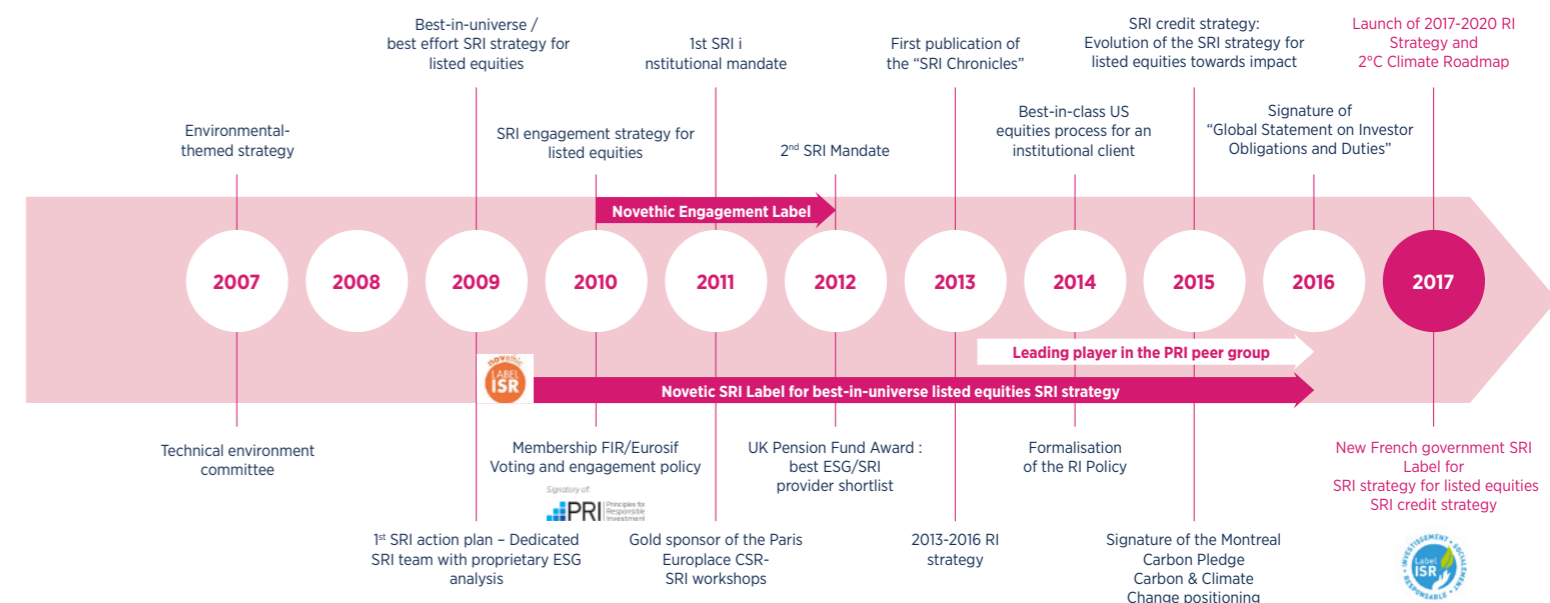 Best-in-universe /
best effort SRI strategy for
listed equities
1st SRI i
nstitutional mandate
First publication of
the “SRI Chronicles”
SRI credit strategy:
Evolution of the SRI strategy for
listed equities towards impact
Launch of 2017-2020 RI
Strategy and
2°C Climate Roadmap
Environmental-
themed strategy
SRI engagement strategy for
listed equities
2nd SRI Mandate
Best-in-class US
equities process for an
institutional client
Signature of
“Global Statement on Investor
Obligations and Duties”
Novethic Engagement Label
2007
2008
2009
2010
2011
2012
2013
2014
2015
2016
2017
Leading player in the PRI peer group
novethic
LABEL
ISR
Novetic SRI Label for best-in-universe listed equities SRI strategy
Technical environment
committee
Membership FIR/Eurosif
Voting and engagement policy
Signatory of:
PRI
Principles for
Responsible
Investment
UK Pension Fund Award :
best ESG/SRI
provider shortlist
Formalisation
of the RI Policy
New French government SRI
Label for
SRI strategy for listed equities
SRI credit strategy
1st SRI action plan – Dedicated
SRI team with proprietary ESG
analysis
Gold sponsor of the Paris
Europlace CSR-
SRI workshops
2013-2016 RI
strategy
Signature of the Montreal
Carbon Pledge
Carbon & Climate
Change positioning
INVESTISSEMENT • SOCIALEMENT • RESPONSABLE •
Label
ISR